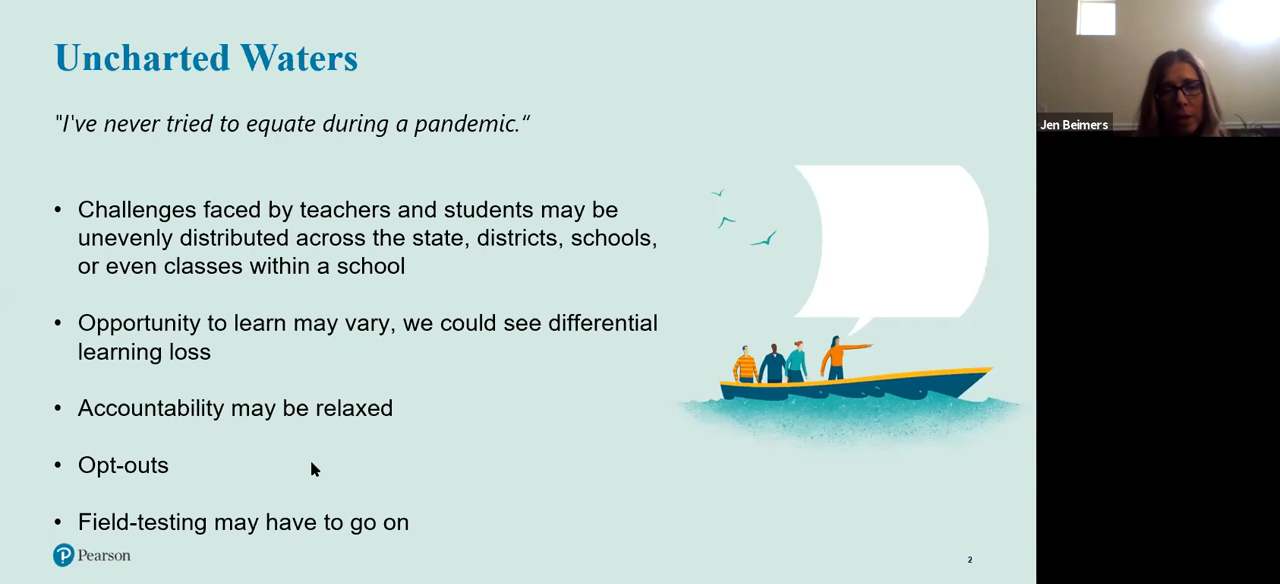 Uncharted Waters
"I've never tried to equate during a pandemic.“
• Challenges faced by teachers and students may be
unevenly distributed across the state, districts, schools,
or even classes within a school
• Opportunity to learn may vary, we could see differential
learning loss
• Accountability may be relaxed
• Opt-outs
• Field-testing may have to go on
P Pearson
2
Jen Beimers